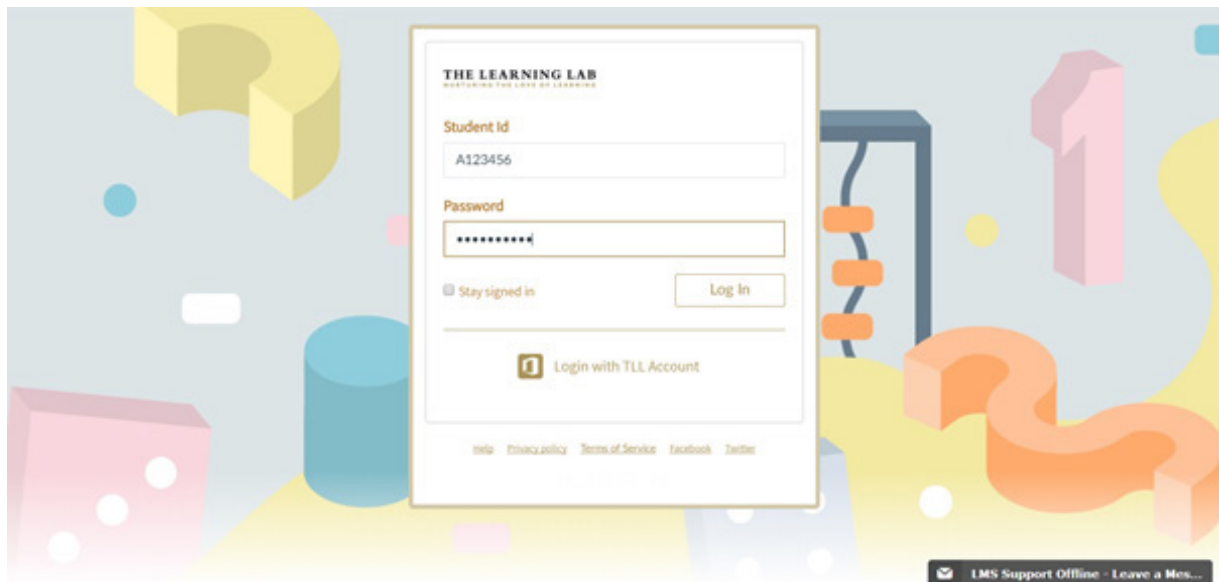 THE LEARNING LAB
NURTURING THE LOVE OF LEARNING
Student Id
A123456
Password
••••••••••
Stay signed in
Log In
Login with TLL Account
Help Privacy policy Terms of Service Facebook Twitter
LMS Support Offline - Leave a Mes...